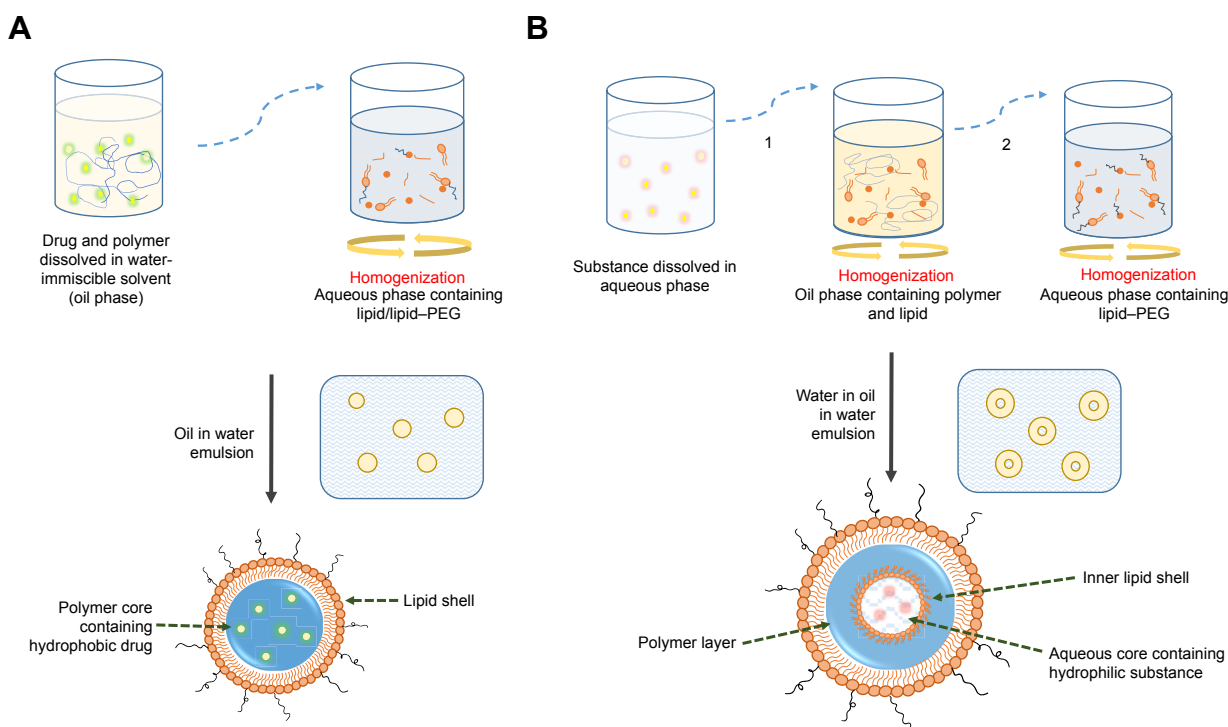 A
Drug and polymer
dissolved in water-
immiscible solvent
(oil phase)
Homogenization
Aqueous phase containing
lipid/lipid–PEG
Oil in water
emulsion
Polymer core
containing
hydrophobic drug
Lipid shell
B
1
2
Substance dissolved in
aqueous phase
Homogenization
Oil phase containing polymer
and lipid
Homogenization
Aqueous phase containing
lipid–PEG
Water in oil
in water
emulsion
Inner lipid shell
Polymer layer
Aqueous core containing
hydrophilic substance